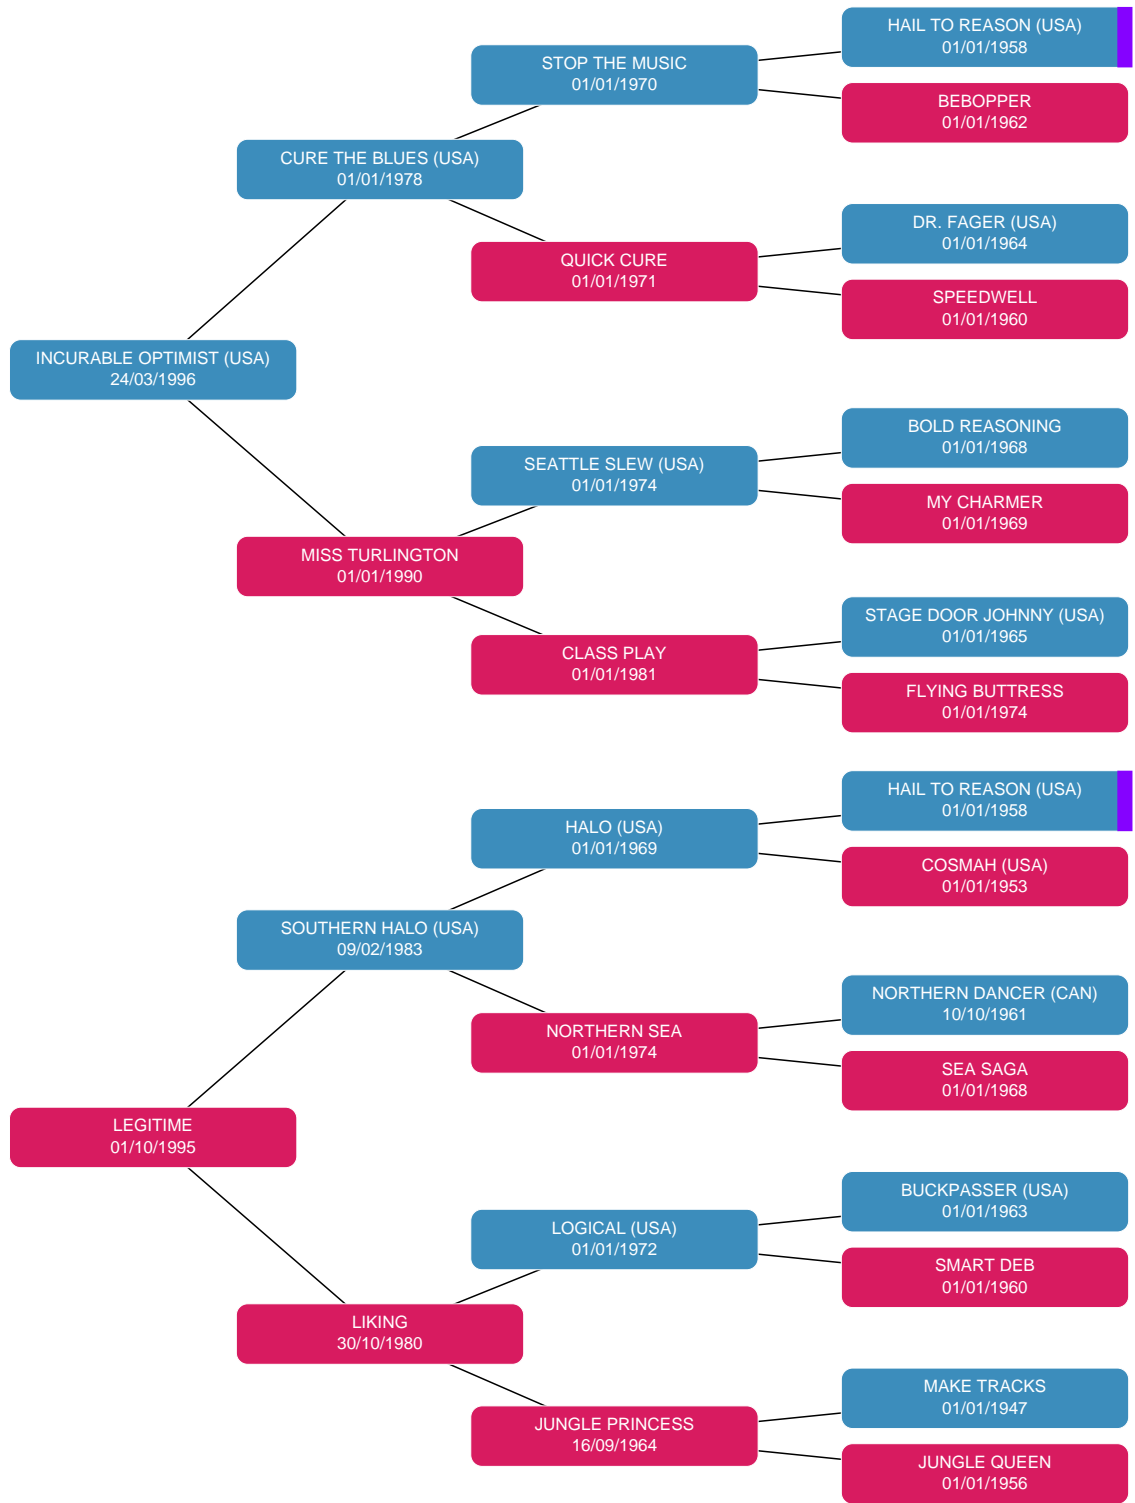 HAIL TO REASON (USA)
01/01/1958
STOP THE MUSIC
01/01/1970
BEBOPPER
01/01/1962
CURE THE BLUES (USA)
01/01/1978
DR. FAGER (USA)
01/01/1964
QUICK CURE
01/01/1971
SPEEDWELL
01/01/1960
INCURABLE OPTIMIST (USA)
24/03/1996
BOLD REASONING
01/01/1968
SEATTLE SLEW (USA)
01/01/1974
MY CHARMER
01/01/1969
MISS TURLINGTON
01/01/1990
STAGE DOOR JOHNNY (USA)
01/01/1965
CLASS PLAY
01/01/1981
FLYING BUTTRESS
01/01/1974
HAIL TO REASON (USA)
01/01/1958
HALO (USA)
01/01/1969
COSMAH (USA)
01/01/1953
SOUTHERN HALO (USA)
09/02/1983
NORTHERN DANCER (CAN)
10/10/1961
NORTHERN SEA
01/01/1974
SEA SAGA
01/01/1968
LEGITIME
01/10/1995
BUCKPASSER (USA)
01/01/1963
LOGICAL (USA)
01/01/1972
SMART DEB
01/01/1960
LIKING
30/10/1980
MAKE TRACKS
01/01/1947
JUNGLE PRINCESS
16/09/1964
JUNGLE QUEEN
01/01/1956